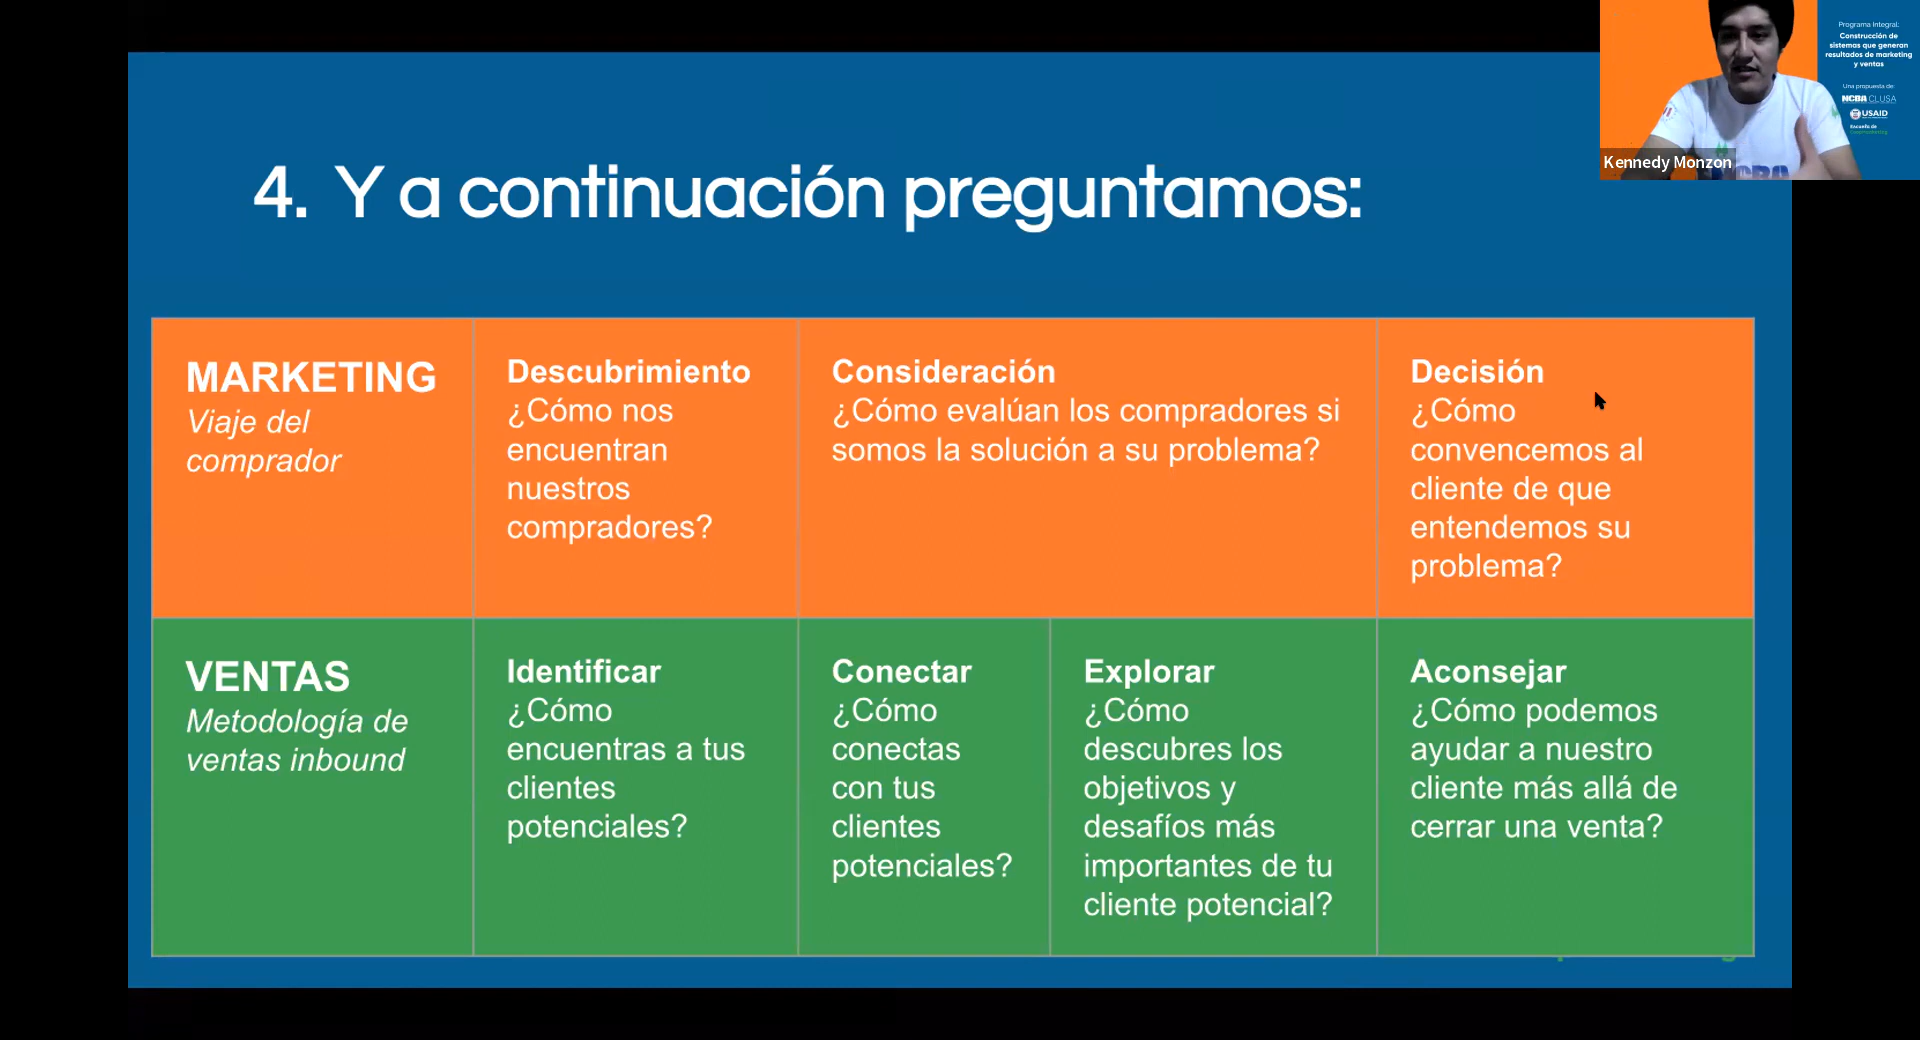 Programa Integral:
Construcción de
sistemas que generan
resultados de marketing
y ventas
Una propuesta de:
NCBA CLUSA
USAID
Escuela de
Kennedy Monzon
4. Y a continuación preguntamos:
MARKETING
Viaje del
comprador
Descubrimiento
¿Cómo nos
encuentran
nuestros
compradores?
Consideración
¿Cómo evalúan los compradores si
somos la solución a su problema?
Decisión
¿Cómo
convencemos al
cliente de que
entendemos su
problema?
VENTAS
Metodología de
ventas inbound
Identificar
¿Cómo
encuentras a tus
clientes
potenciales?
Conectar
¿Cómo
conectas
con tus
clientes
potenciales?
Explorar
¿Cómo
descubres los
objetivos y
desafíos más
importantes de tu
cliente potencial?
Aconsejar
¿Cómo podemos
ayudar a nuestro
cliente más allá de
cerrar una venta?